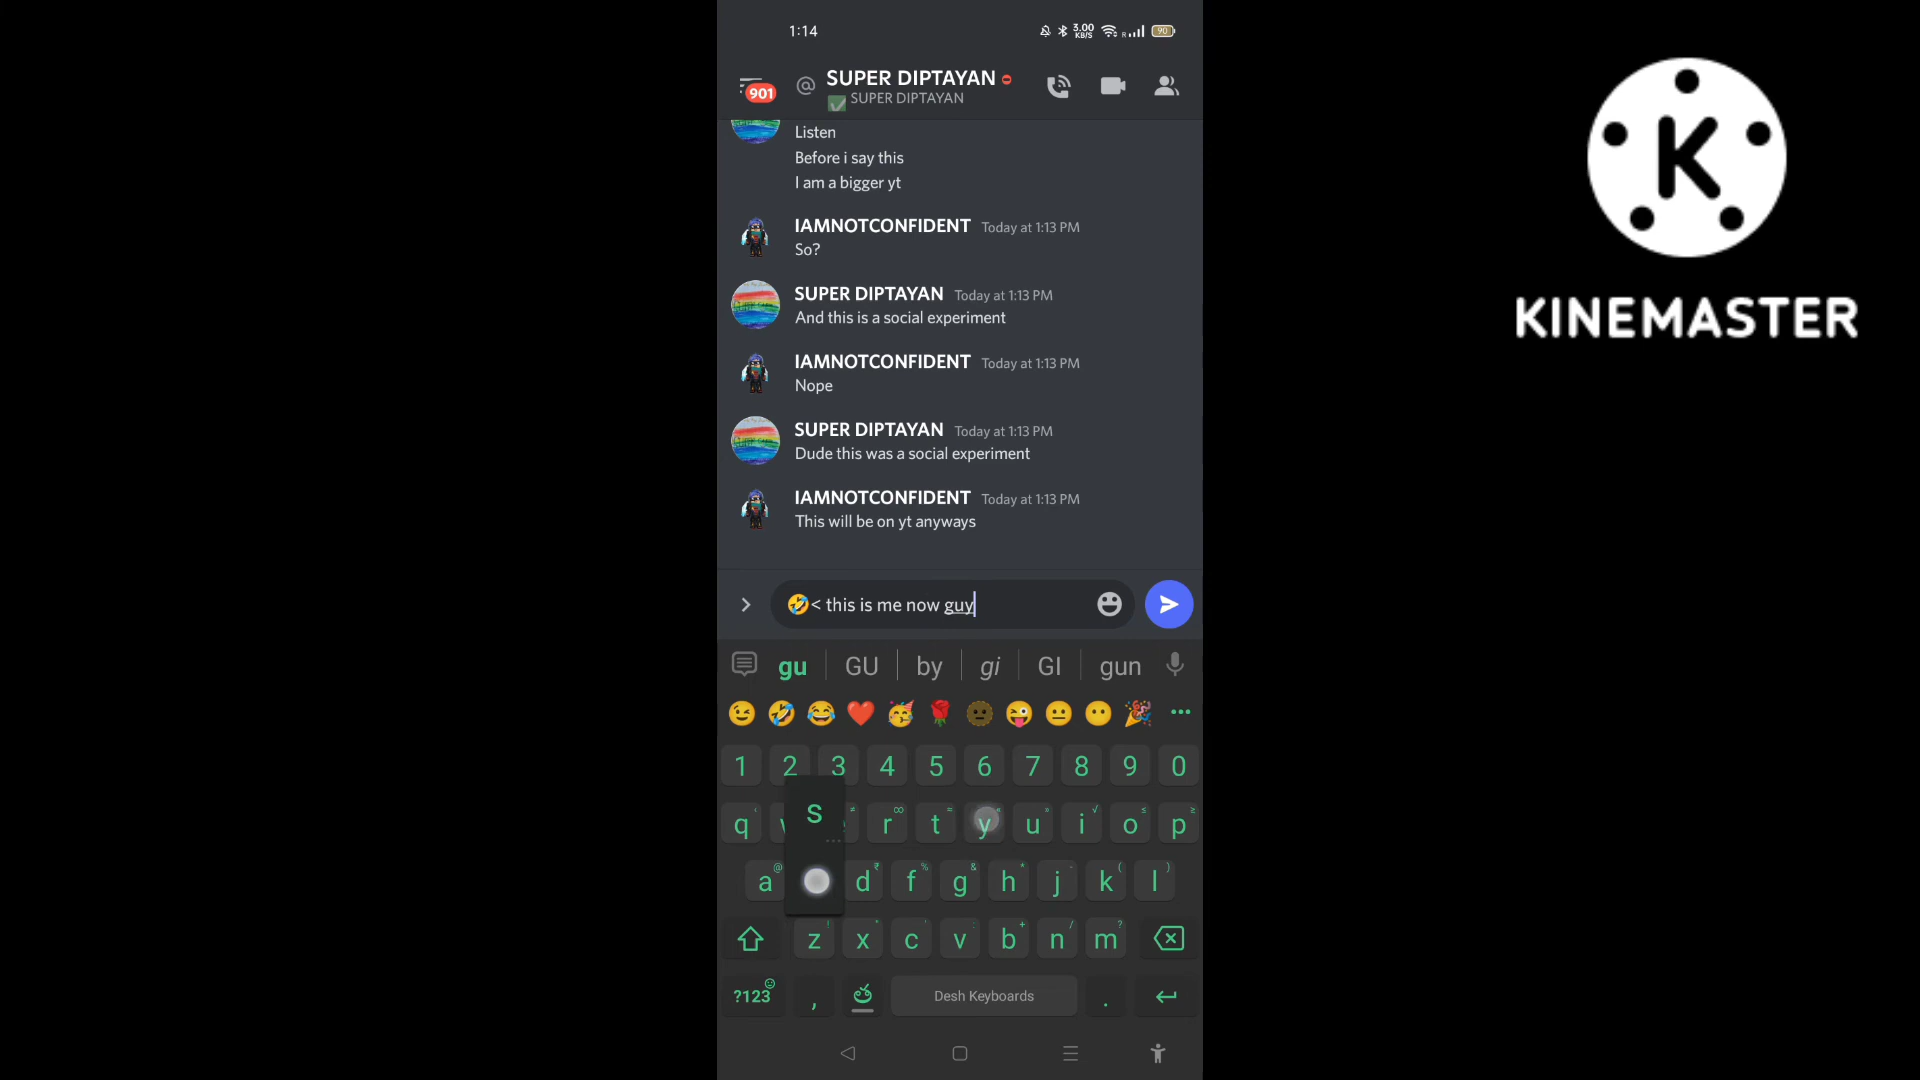 1:14
3.00
KB/S
R
90
901
@
SUPER DIPTAYAN
SUPER DIPTAYAN
Listen
Before i say this
I am a bigger yt
IAMNOTCONFIDENT Today at 1:13 PM
So?
SUPER DIPTAYAN Today at 1:13 PM
And this is a social experiment
IAMNOTCONFIDENT Today at 1:13 PM
Nope
SUPER DIPTAYAN Today at 1:13 PM
Dude this was a social experiment
IAMNOTCONFIDENT Today at 1:13 PM
This will be on yt anyways
🤣< this is me now guy
gu GU by gi GI gun
1 2 3 4 5 6 7 8 9 0
q r t y u i o p
s
a d f g h j k l
z x c v b n m
?123 , Desh Keyboards .
K
KINEMASTER